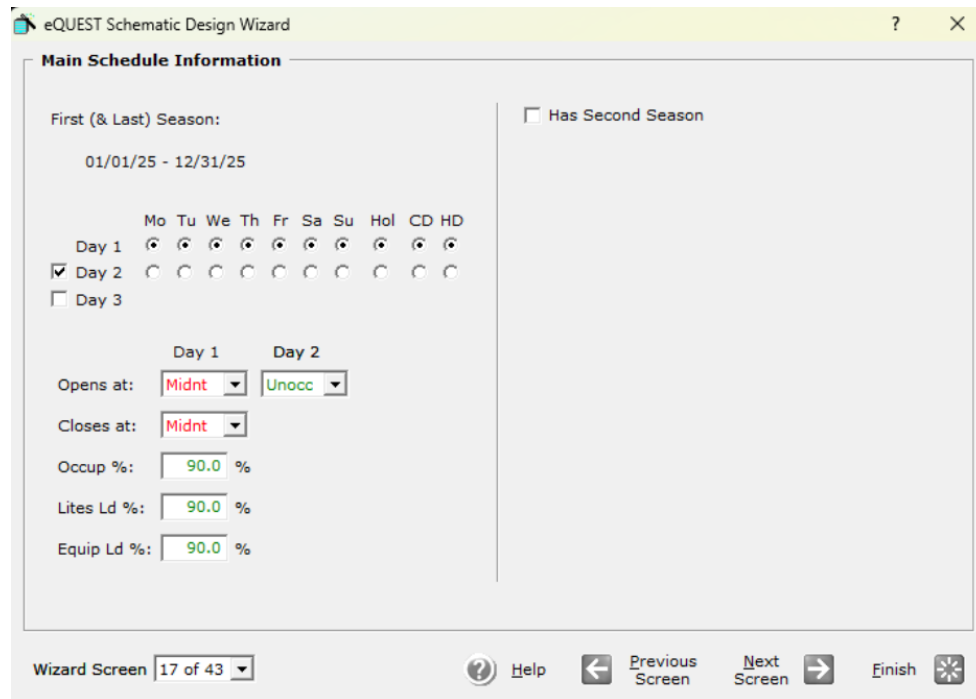 eQUEST Schematic Design Wizard ? ×
Main Schedule Information
First (& Last) Season:
01/01/25 - 12/31/25
Mo Tu We Th Fr Sa Su Hol CD HD
Day 1
Day 2
Day 3
Day 1 Day 2
Opens at: Midnt Unocc
Closes at: Midnt
Occup %: 90.0 %
Lites Ld %: 90.0 %
Equip Ld %: 90.0 %
Has Second Season
Wizard Screen 17 of 43 ? Help Previous Screen Next Screen Finish